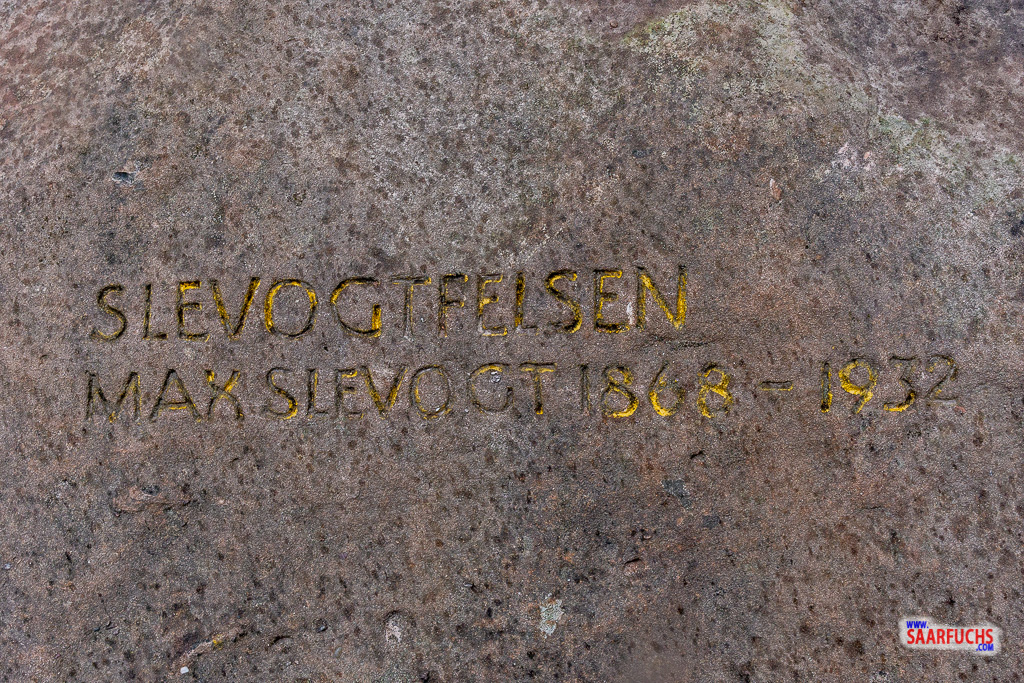 SLEVOGTFELSEN
MAX SLEVOGT 1868 - 1932
WWW.
SAARFUCHS
.COM